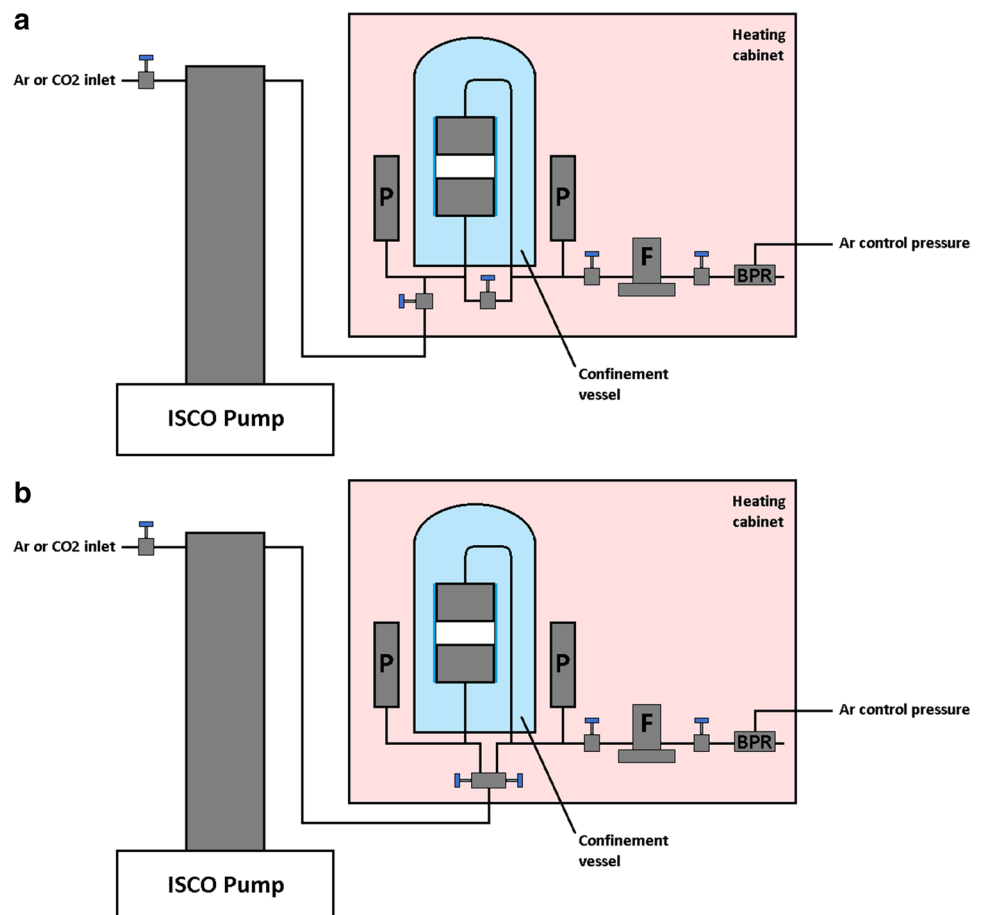 a
Heating
cabinet
Ar or CO2 inlet
P
P
F
Ar control pressure
BPR
Confinement
vessel
ISCO Pump
b
Heating
cabinet
Ar or CO2 inlet
P
P
F
Ar control pressure
BPR
Confinement
vessel
ISCO Pump